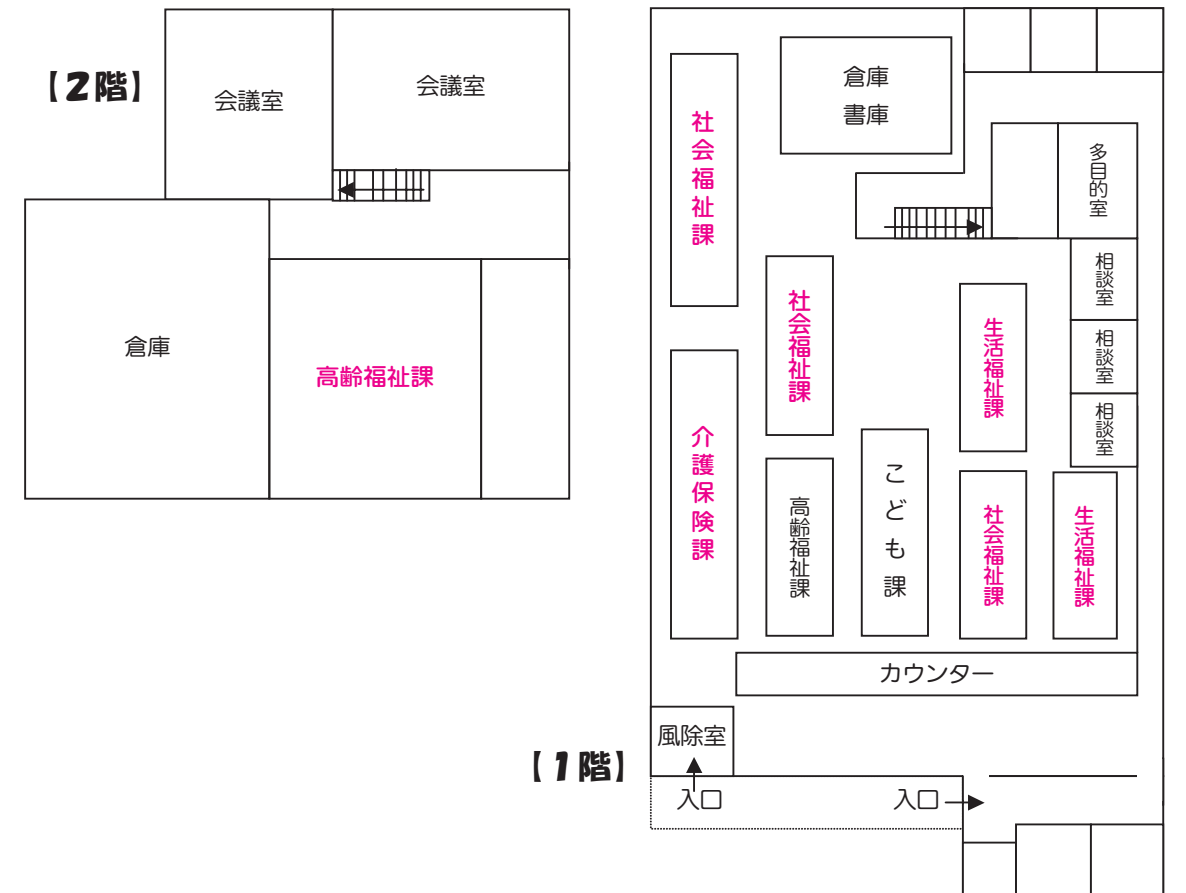 【2階】
会議室
会議室
倉庫
高齢福祉課
【1階】
倉庫
書庫
社会福祉課
多目的室
社会福祉課
生活福祉課
相談室
相談室
相談室
介護保険課
高齢福祉課
こども課
社会福祉課
生活福祉課
カウンター
風除室
入口
入口